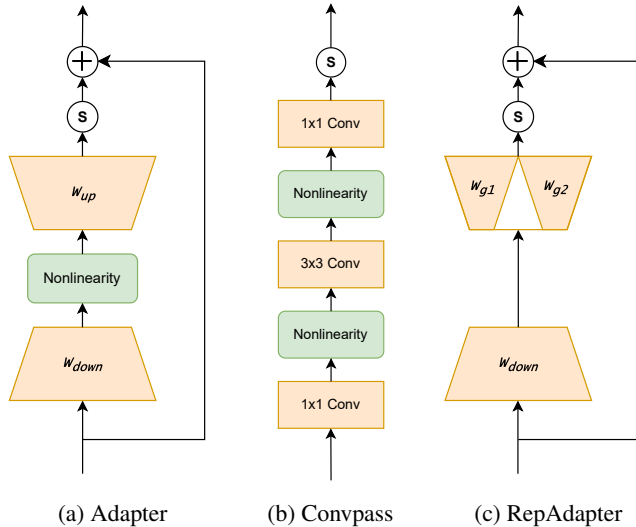 S
W_up
Nonlinearity
W_down
(a) Adapter
S
1x1 Conv
Nonlinearity
3x3 Conv
Nonlinearity
1x1 Conv
(b) Convpass
S
W_g1 W_g2
W_down
(c) RepAdapter